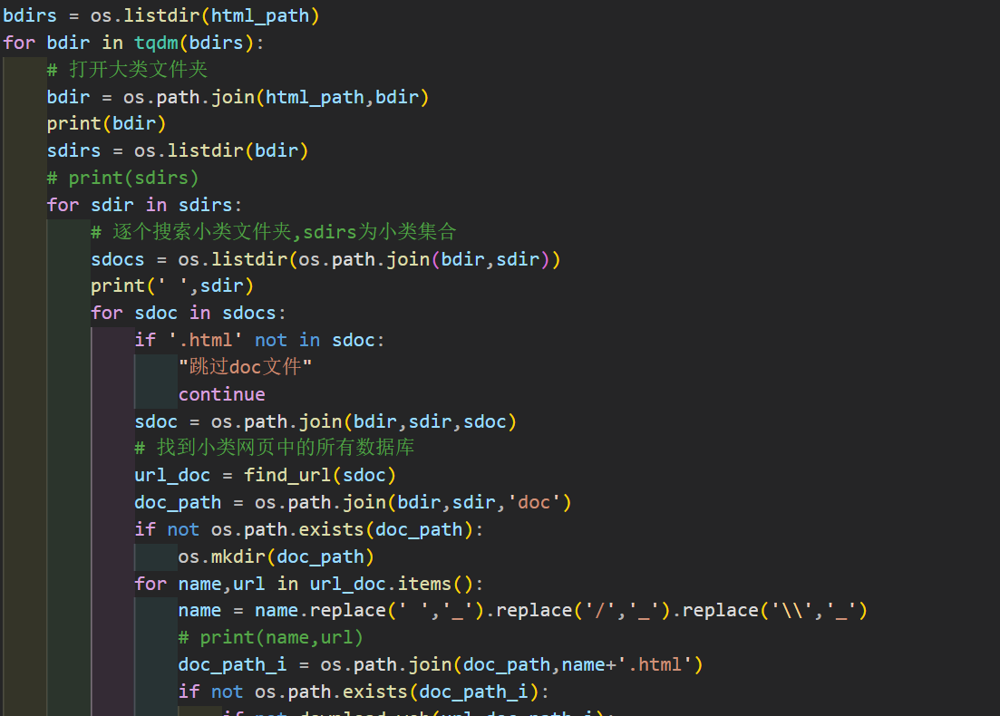 bdirs = os.listdir(html_path)
for bdir in tqdm(bdirs):
    # 打开大类文件夹
    bdir = os.path.join(html_path,bdir)
    print(bdir)
    sdirs = os.listdir(bdir)
    # print(sdirs)
    for sdir in sdirs:
        # 逐个搜索小类文件夹,sdirs为小类集合
        sdocs = os.listdir(os.path.join(bdir,sdir))
        print(' ',sdir)
        for sdoc in sdocs:
            if '.html' not in sdoc:
                "跳过doc文件"
                continue
            sdoc = os.path.join(bdir,sdir,sdoc)
            # 找到小类网页中的所有数据库
            url_doc = find_url(sdoc)
            doc_path = os.path.join(bdir,sdir,'doc')
            if not os.path.exists(doc_path):
                os.mkdir(doc_path)
            for name,url in url_doc.items():
                name = name.replace(' ','_').replace('/','_').replace('\\','_')
                # print(name,url)
                doc_path_i = os.path.join(doc_path,name+'.html')
                if not os.path.exists(doc_path_i):